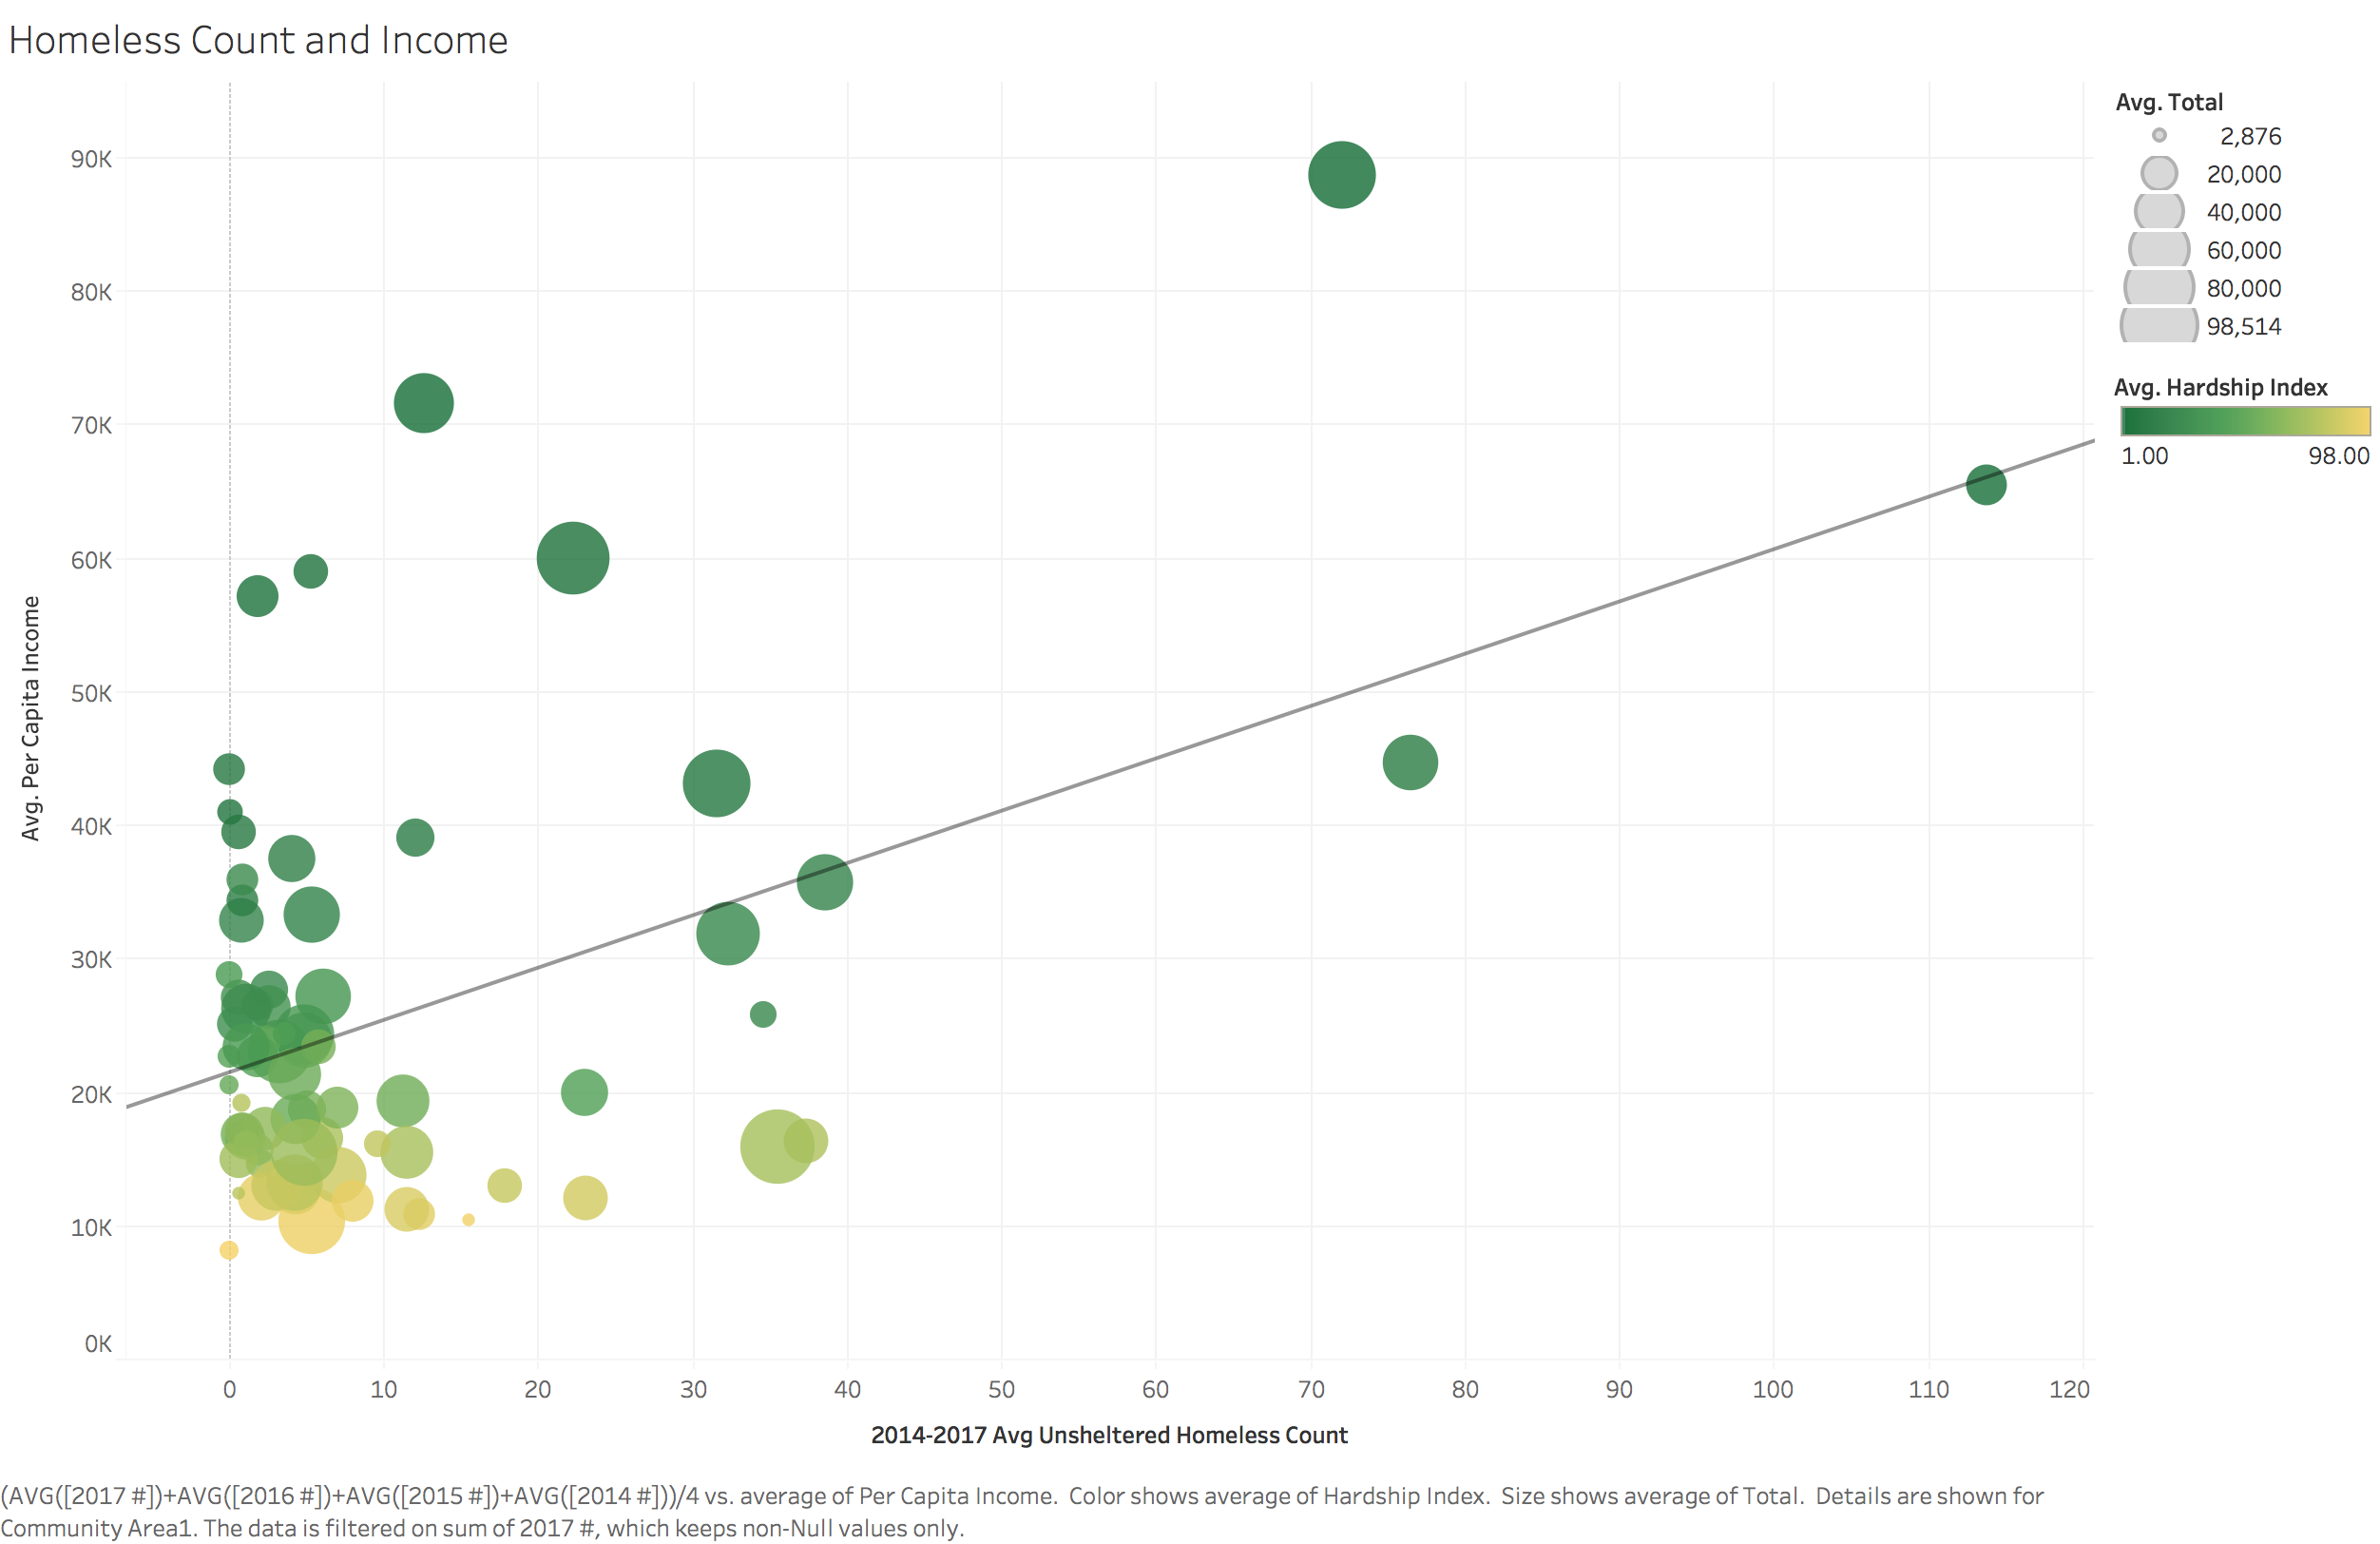 Homeless Count and Income
Avg. Total
2,876
20,000
40,000
60,000
80,000
98,514
Avg. Hardship Index
1.00 98.00
Avg. Per Capita Income
90K
80K
70K
60K
50K
40K
30K
20K
10K
0K
0 10 20 30 40 50 60 70 80 90 100 110 120
2014-2017 Avg Unsheltered Homeless Count
(AVG([2017 #])+AVG([2016 #])+AVG([2015 #])+AVG([2014 #]))/4 vs. average of Per Capita Income. Color shows average of Hardship Index. Size shows average of Total. Details are shown for
Community Area1. The data is filtered on sum of 2017 #, which keeps non-Null values only.